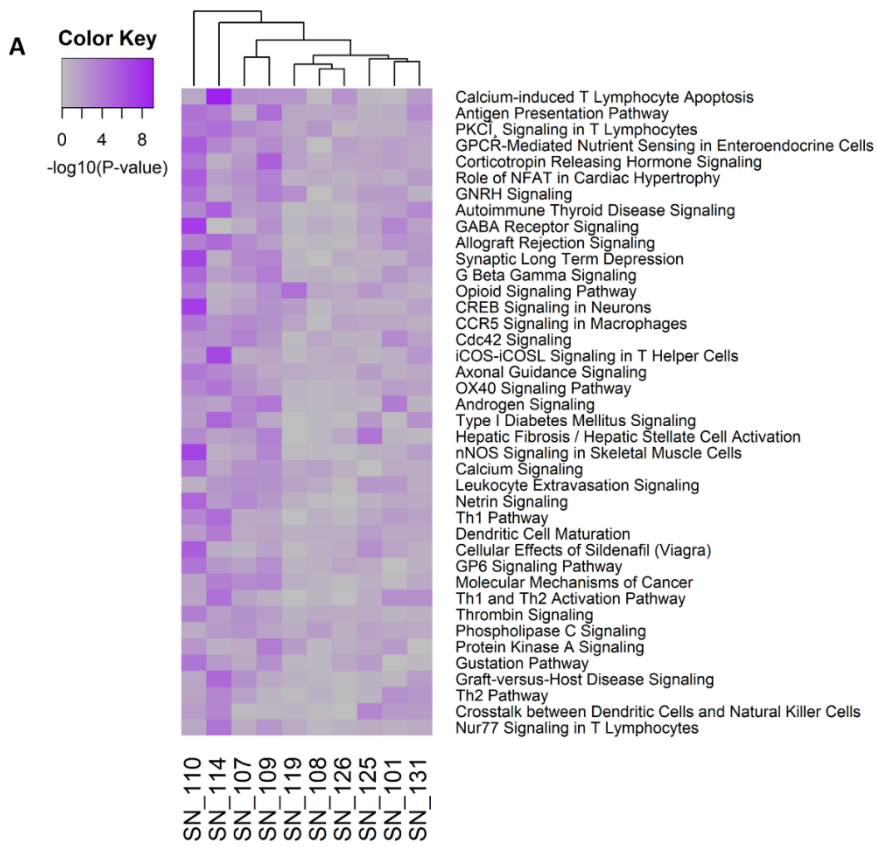 A
Color Key
0 4 8
-log10(P-value)
Calcium-induced T Lymphocyte Apoptosis
Antigen Presentation Pathway
PKCÎ¸ Signaling in T Lymphocytes
GPCR-Mediated Nutrient Sensing in Enteroendocrine Cells
Corticotropin Releasing Hormone Signaling
Role of NFAT in Cardiac Hypertrophy
GNRH Signaling
Autoimmune Thyroid Disease Signaling
GABA Receptor Signaling
Allograft Rejection Signaling
Synaptic Long Term Depression
G Beta Gamma Signaling
Opioid Signaling Pathway
CREB Signaling in Neurons
CCR5 Signaling in Macrophages
Cdc42 Signaling
iCOS-iCOSL Signaling in T Helper Cells
Axonal Guidance Signaling
OX40 Signaling Pathway
Androgen Signaling
Type I Diabetes Mellitus Signaling
Hepatic Fibrosis / Hepatic Stellate Cell Activation
nNOS Signaling in Skeletal Muscle Cells
Calcium Signaling
Leukocyte Extravasation Signaling
Netrin Signaling
Th1 Pathway
Dendritic Cell Maturation
Cellular Effects of Sildenafil (Viagra)
GP6 Signaling Pathway
Molecular Mechanisms of Cancer
Th1 and Th2 Activation Pathway
Thrombin Signaling
Phospholipase C Signaling
Protein Kinase A Signaling
Gustation Pathway
Graft-versus-Host Disease Signaling
Th2 Pathway
Crosstalk between Dendritic Cells and Natural Killer Cells
Nur77 Signaling in T Lymphocytes
SN_110
SN_114
SN_107
SN_109
SN_119
SN_108
SN_126
SN_125
SN_101
SN_131